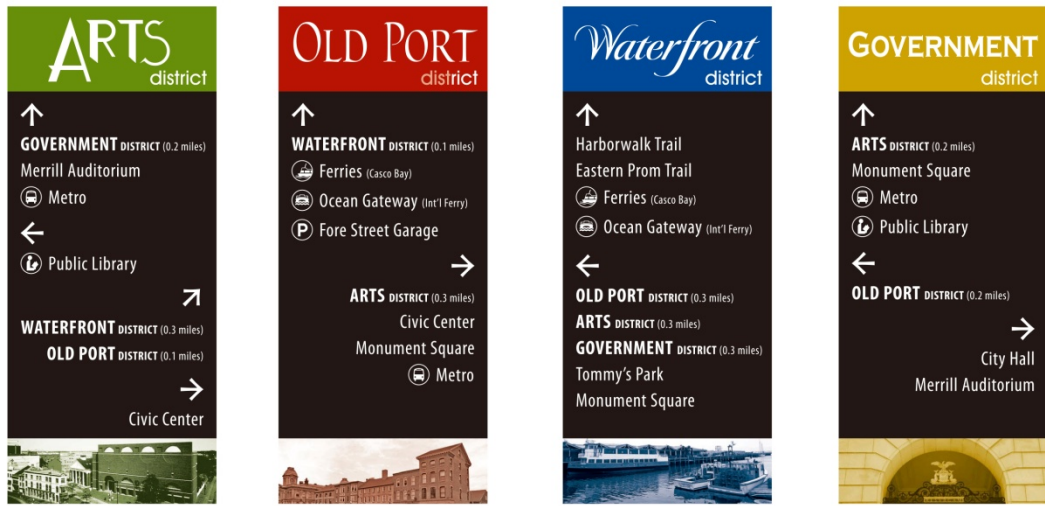 ARTS
district
GOVERNMENT DISTRICT (0.2 miles)
Merrill Auditorium
Metro
Public Library
WATERFRONT DISTRICT (0.3 miles)
OLD PORT DISTRICT (0.1 miles)
Civic Center
OLD PORT
district
WATERFRONT DISTRICT (0.1 miles)
Ferries (Casco Bay)
Ocean Gateway (Int'l Ferry)
P Fore Street Garage
ARTS DISTRICT (0.3 miles)
Civic Center
Monument Square
Metro
Waterfront
district
Harborwalk Trail
Eastern Prom Trail
Ferries (Casco Bay)
Ocean Gateway (Int'l Ferry)
OLD PORT DISTRICT (0.3 miles)
ARTS DISTRICT (0.3 miles)
GOVERNMENT DISTRICT (0.3 miles)
Tommy's Park
Monument Square
GOVERNMENT
district
ARTS DISTRICT (0.2 miles)
Monument Square
Metro
Public Library
OLD PORT DISTRICT (0.2 miles)
City Hall
Merrill Auditorium